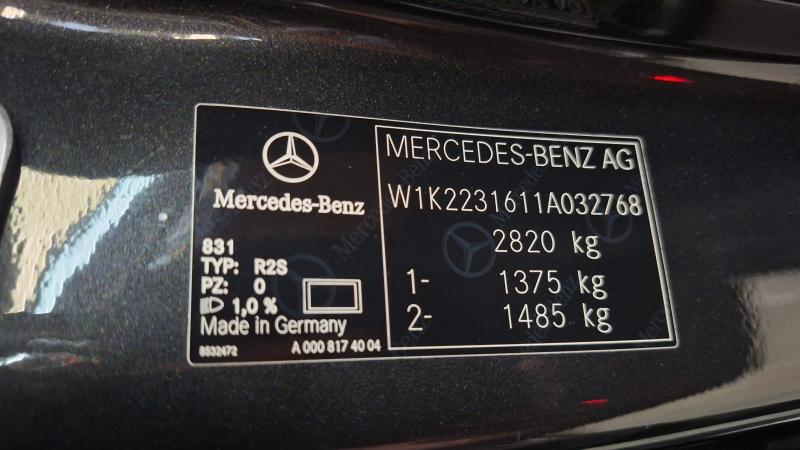 Mercedes-Benz
831
TYP: R2S
PZ: 0
1,0 %
Made in Germany
8532472
A 000 817 40 04
MERCEDES-BENZ AG
W1K2231611A032768
2820 kg
1- 1375 kg
2- 1485 kg